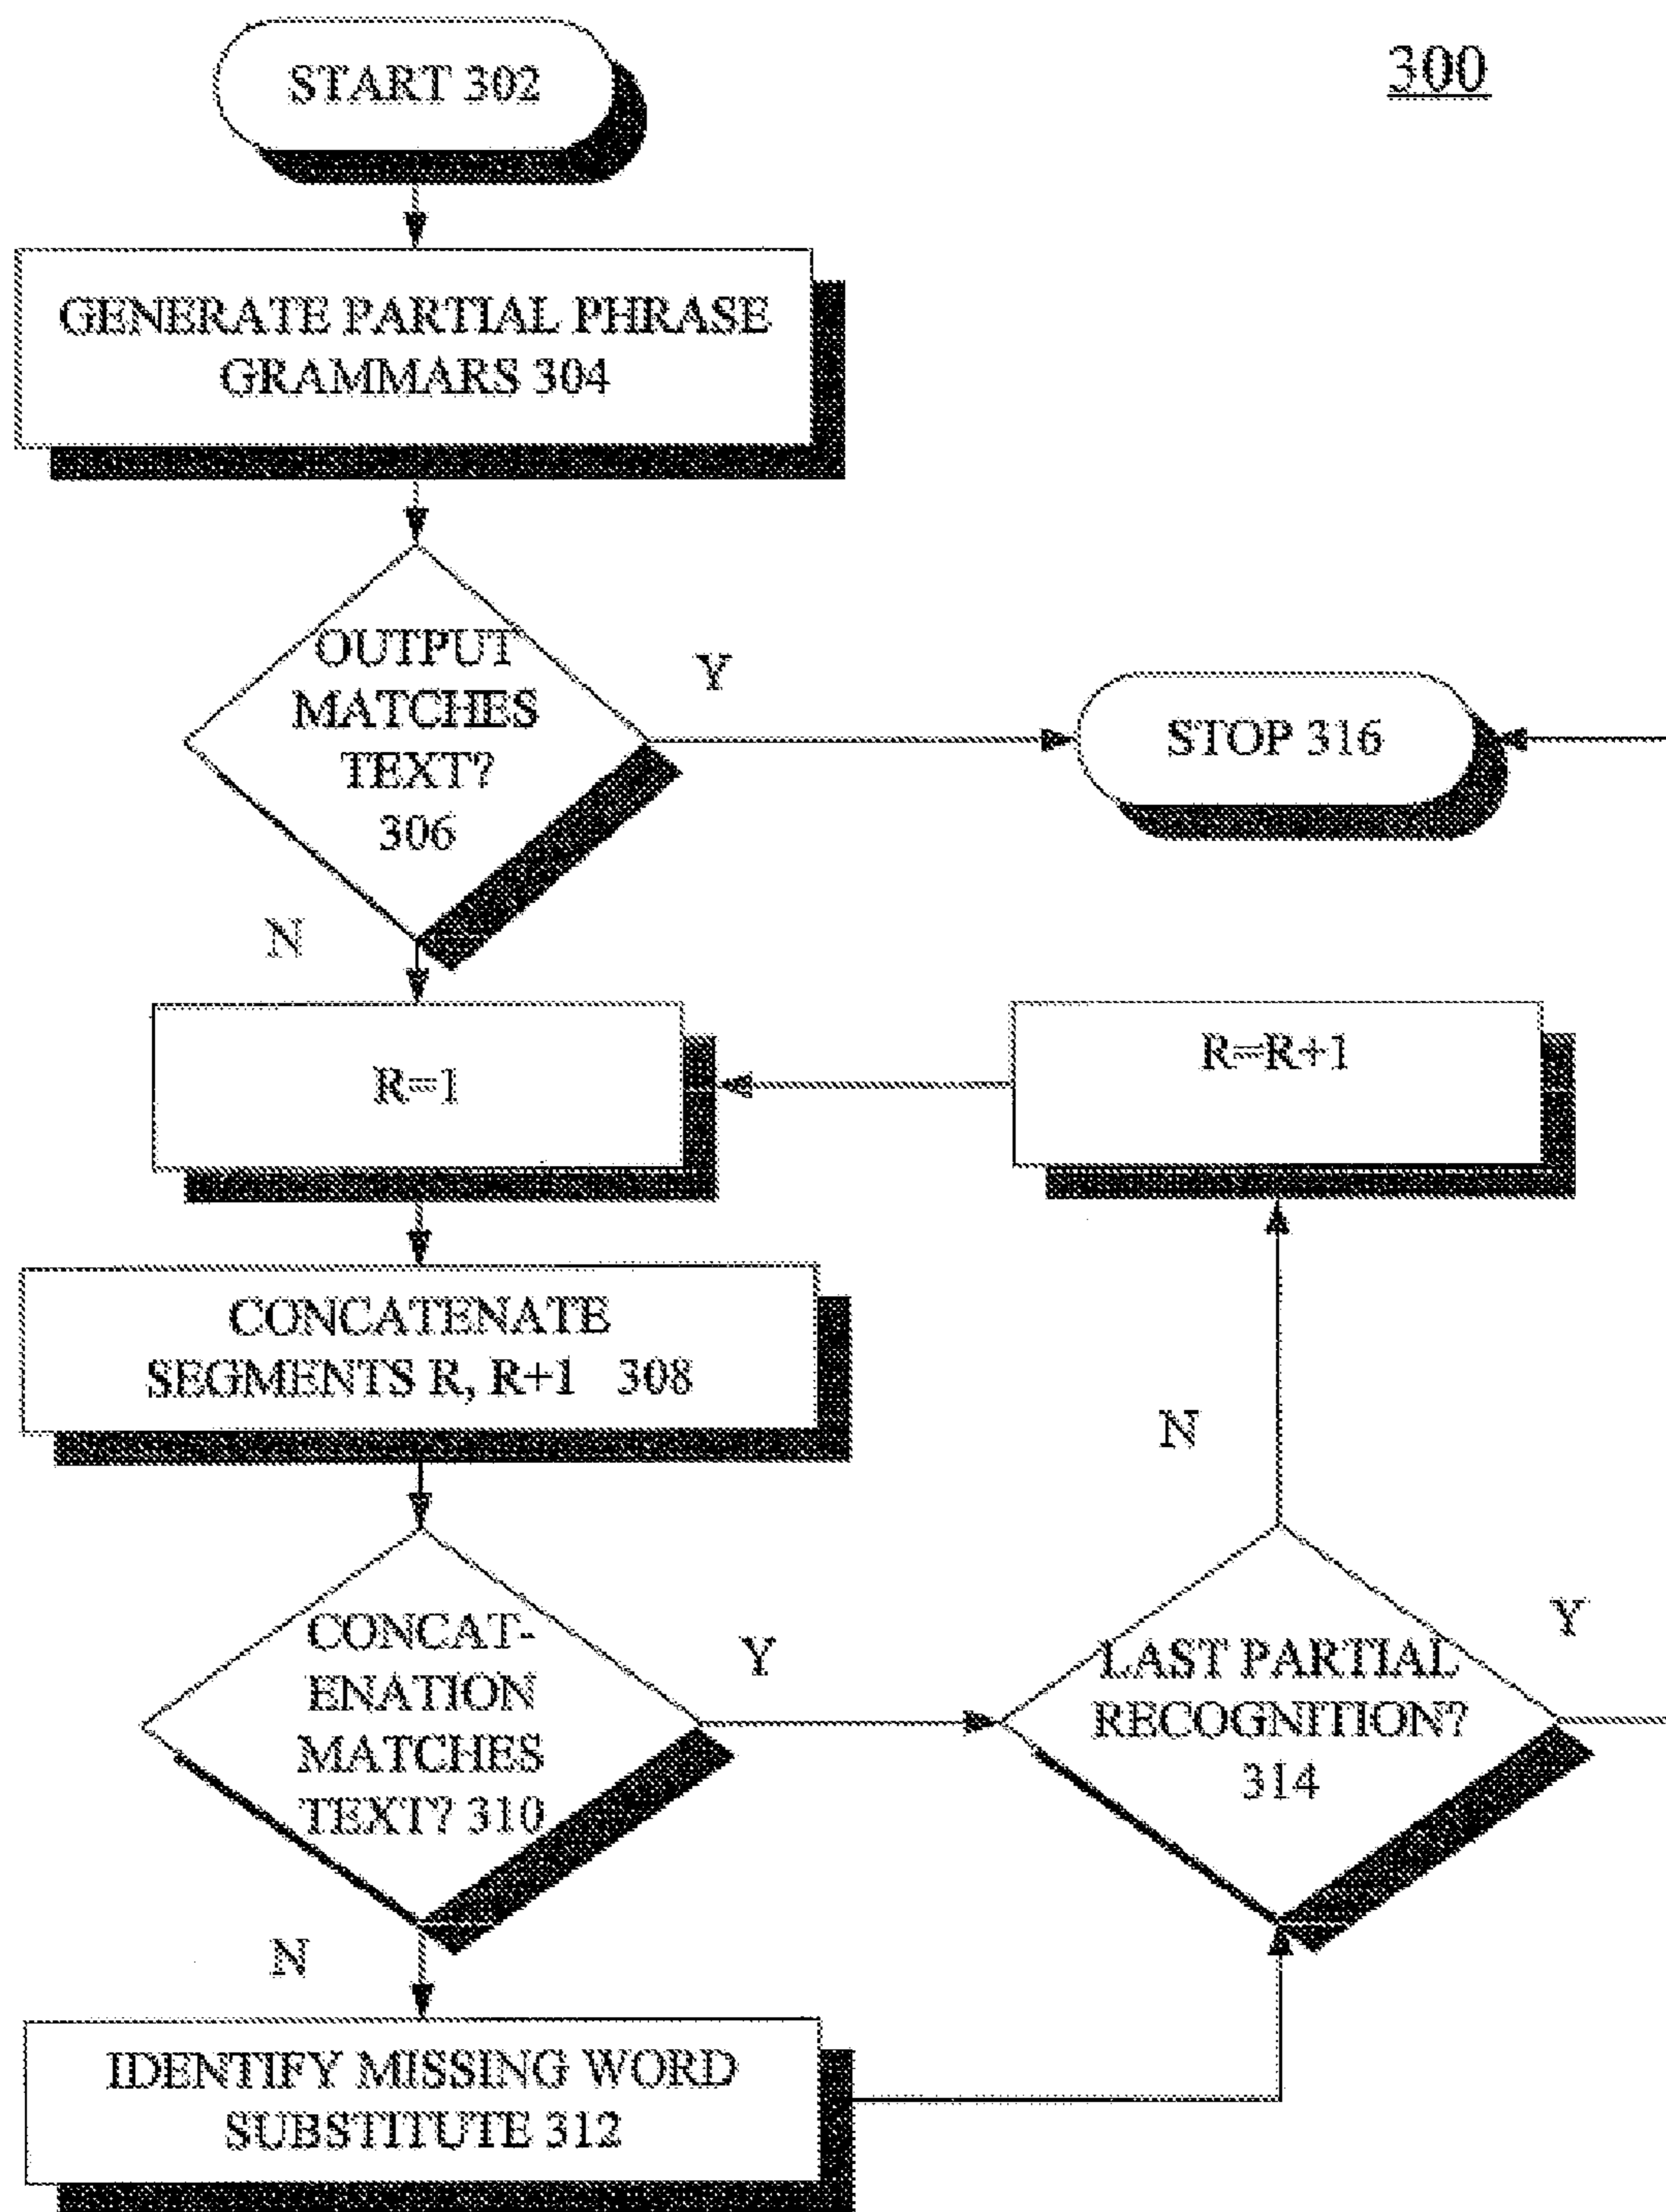 300
START 302
GENERATE PARTIAL PHRASE
GRAMMARS 304
OUTPUT
MATCHES
TEXT?
306
Y
STOP 316
N
R=1
R=R+1
CONCATENATE
SEGMENTS R, R+1 308
N
CONCAT-
ENATION
MATCHES
TEXT? 310
Y
LAST PARTIAL
RECOGNITION?
314
Y
N
IDENTIFY MISSING WORD
SUBSTITUTE 312